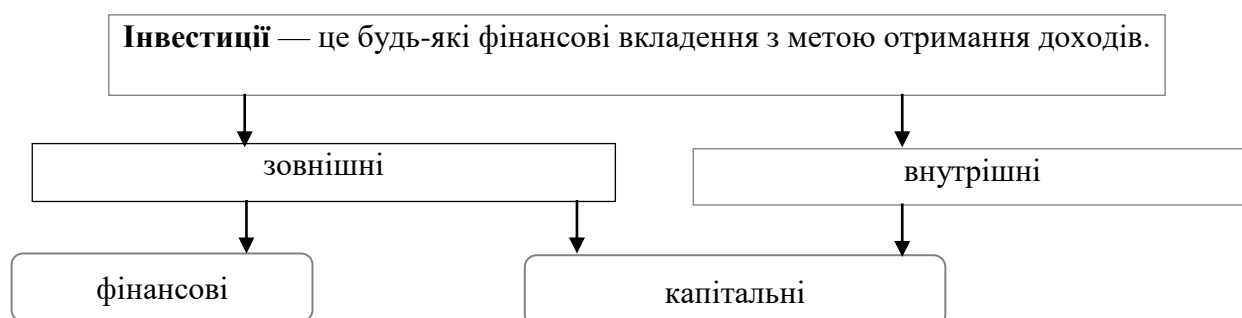 Інвестиції — це будь-які фінансові вкладення з метою отримання доходів.
зовнішні
внутрішні
фінансові
капітальні